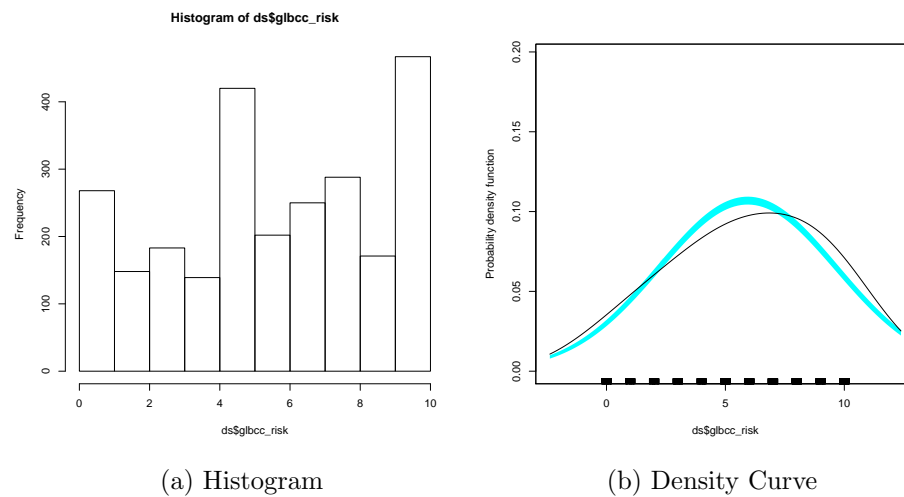 Histogram of ds$glbcc_risk
Frequency
0
100
200
300
400
0 2 4 6 8 10
ds$glbcc_risk
(a) Histogram
Probability density function
0.00
0.05
0.10
0.15
0.20
0 5 10
ds$glbcc_risk
(b) Density Curve